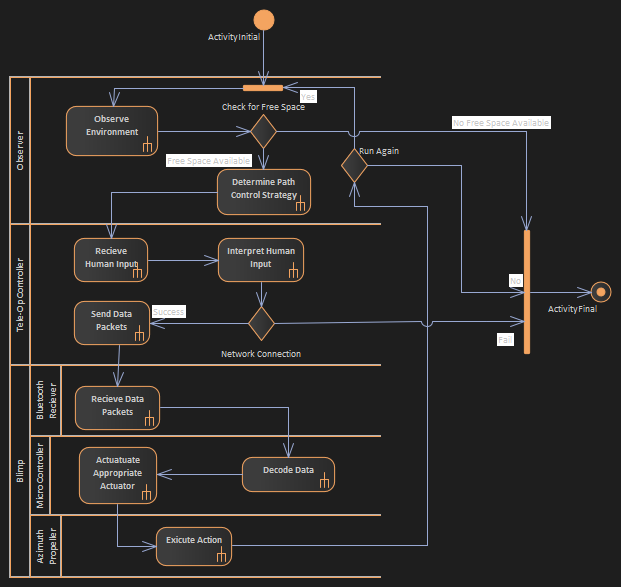 ActivityInitial
Yes
Check for Free Space
Observe
Environment
No Free Space Available
Run Again
Free Space Available
Determine Path
Control Strategy
Observer
Recieve
Human Input
Interpret Human
Input
No
ActivityFinal
Send Data
Packets
Success
Fail
Network Connection
Tele-Op Controller
Recieve Data
Packets
Bluetooth
Reciever
Actuatuate
Appropriate
Actuator
Decode Data
Micro Controller
Blimp
Exicute Action
Azimuth
Propeller